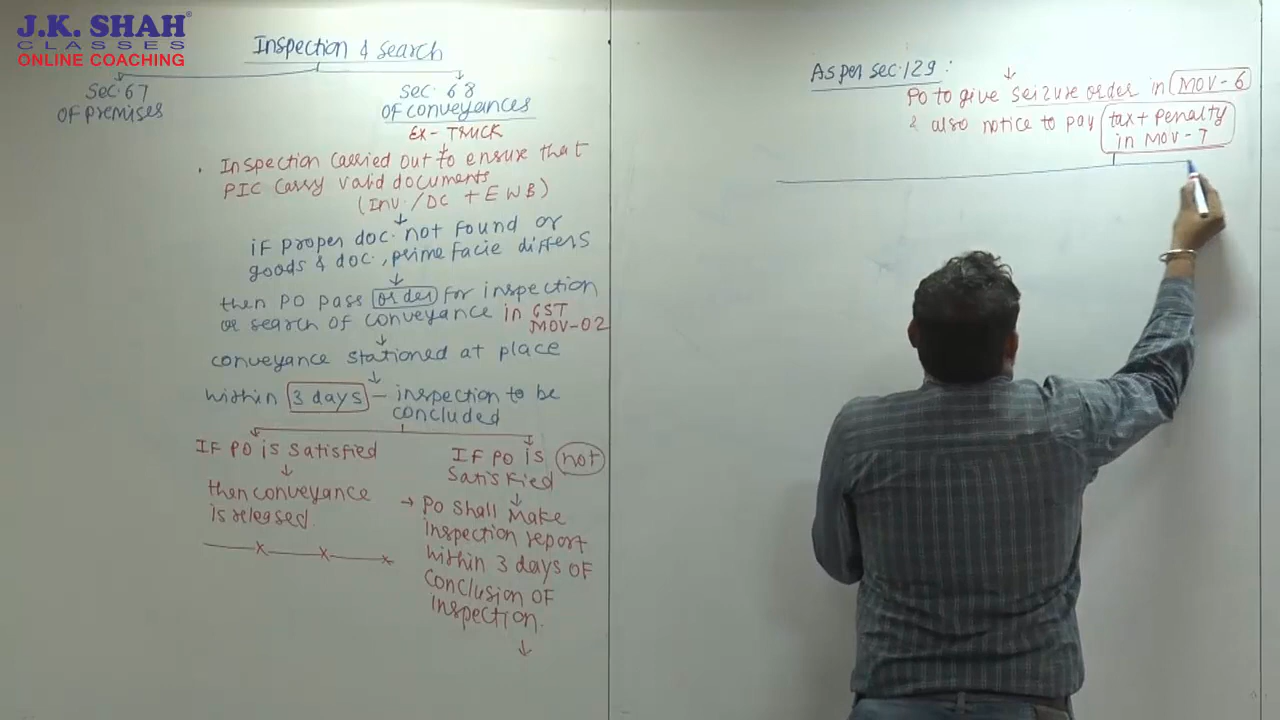 J.K. SHAH®
CLASSES
ONLINE COACHING
Inspection & Search
Sec. 67
OF premises
Sec. 68
OF conveyances
Ex- TRUCK
. Inspection carried out to ensure that
PIC carry valid documents
(Inv. / DC + EWB)
if proper doc. not found or
goods & doc., prime facie differs
then PO pass order for inspection
or search of conveyance in GST
MOV-02
conveyance stationed at place
within 3 days - inspection to be
concluded
IF PO is satisfied
then conveyance
is released.
IF PO is not
satisfied
→ PO shall make
inspection report
within 3 days OF
conclusion OF
inspection.
As per sec. 129 :
PO to give seizure order in MOV-6
& also notice to pay tax + Penalty
in MOV-7